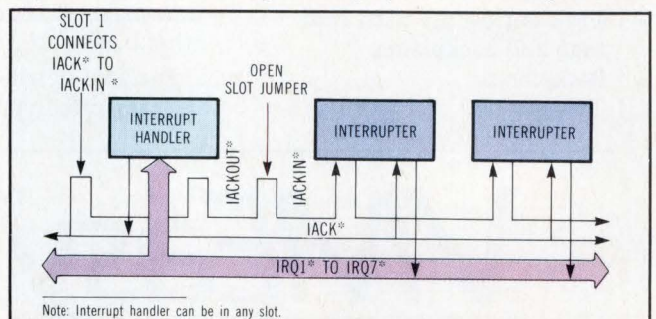 SLOT 1
CONNECTS
IACK* TO
IACKIN*
OPEN
SLOT JUMPER
INTERRUPT
HANDLER
INTERRUPTER
INTERRUPTER
IACKOUT*
IACKIN*
IACK*
IRQ1* TO IRQ7*
Note: Interrupt handler can be in any slot.